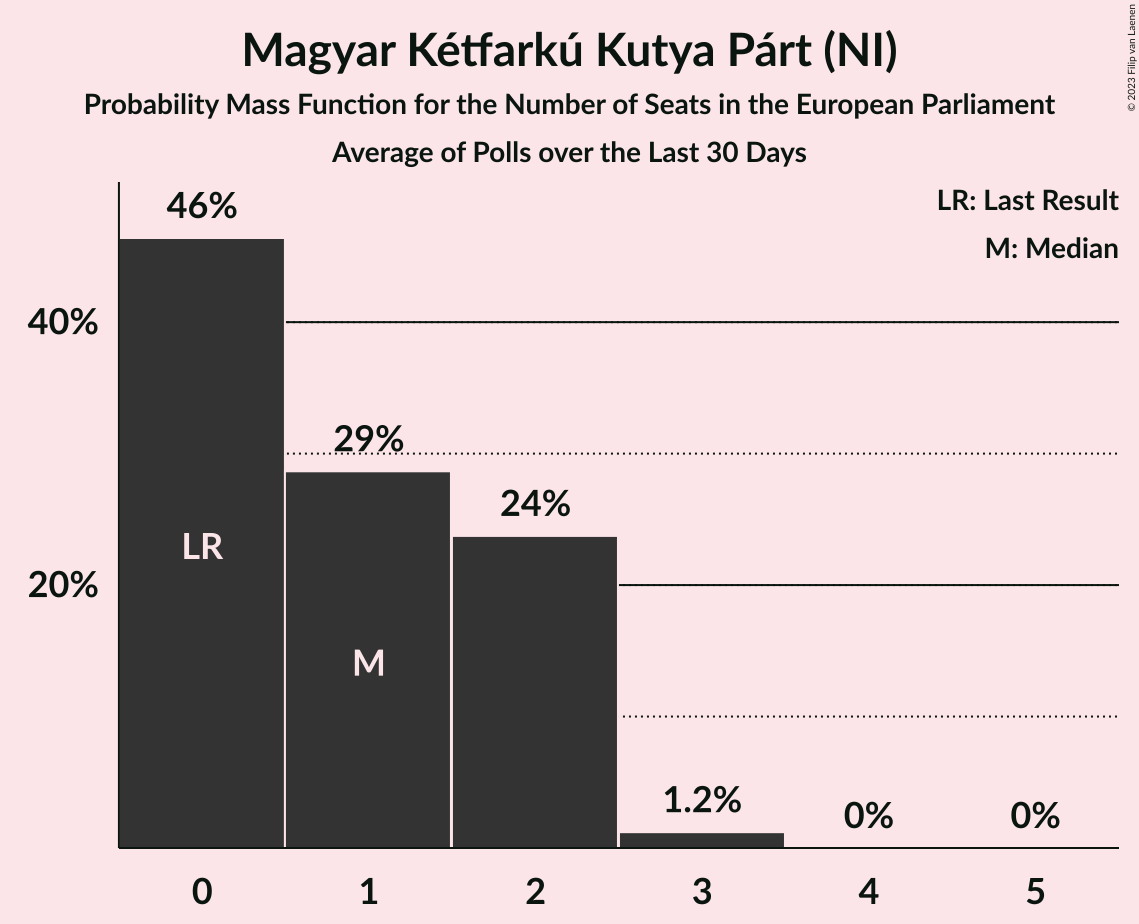 Magyar Kétfarkú Kutya Párt (NI)
Probability Mass Function for the Number of Seats in the European Parliament
Average of Polls over the Last 30 Days
© 2023 Filip van Laenen
LR: Last Result
M: Median
46%
40%
29%
24%
20%
LR
M
1.2%
0%
0%
0
1
2
3
4
5